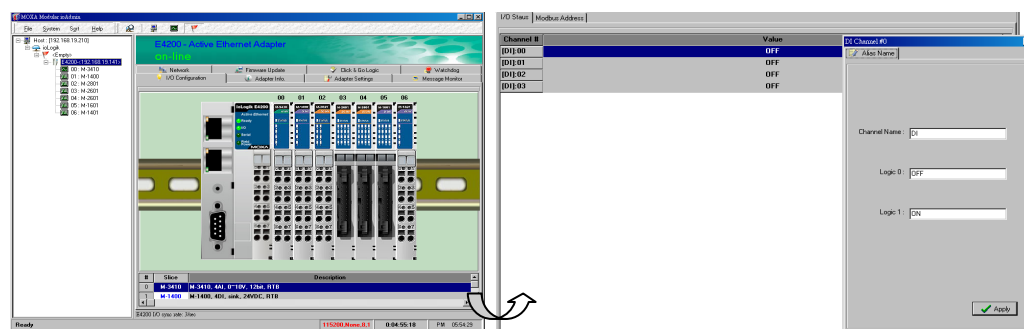 MOXA Modular ioAdmin
File System Sort Help
Host : [192.168.19.210]
ioLogik
<Empty>
E4200-<192.168.19.141>
00 : M-3410
01 : M-1400
02 : M-2801
03 : M-2601
04 : M-2601
05 : M-1601
06 : M-1401
E4200 - Active Ethernet Adapter
on-line
Network
Firmware Update
Click & Go Logic
Watchdog
I/O Configuration
Adapter Info.
Adapter Settings
Message Monitor
00 01 02 03 04 05 06
ioLogik E4200
Active Ethernet
Ready
I/O
Serial
MOXA
# Slice Description
0 M-3410 M-3410, 4AI, 0~10V, 12bit, RTB
1 M-1400 M-1400, 4DI, sink, 24VDC, RTB
E4200 I/O sync rate: 34ms
Ready
115200,None,8,1
0:04:55:18
PM 05:54:29
I/O Staus
Modbus Address
Channel # Value
[DI]:00 OFF
[DI]:01 OFF
[DI]:02 OFF
[DI]:03 OFF
DI Channel #0
Alias Name
Channel Name : DI
Logic 0 : OFF
Logic 1 : ON
Apply